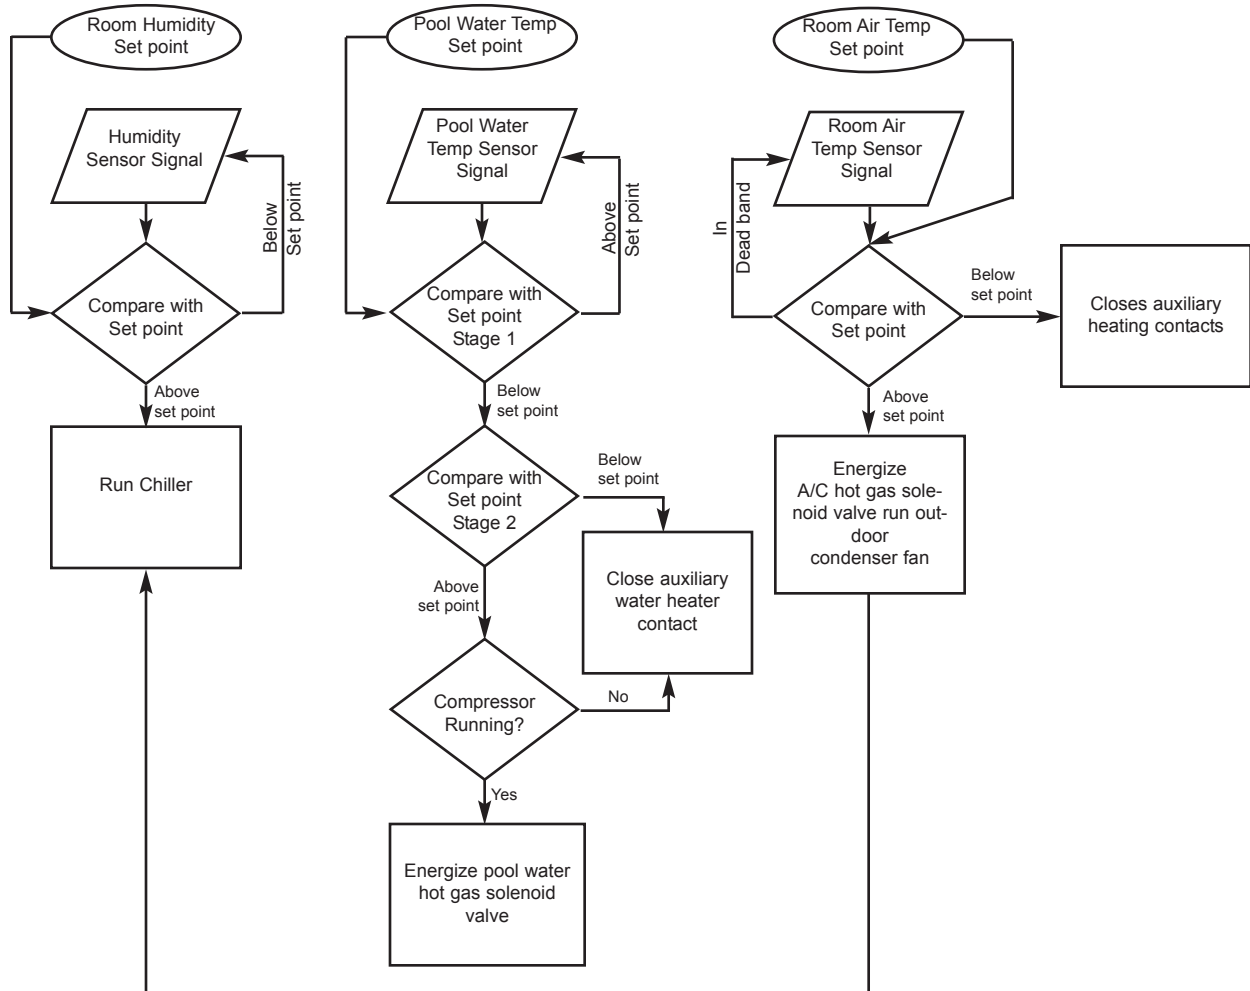 Room Humidity
Set point
Pool Water Temp
Set point
Room Air Temp
Set point
Humidity
Sensor Signal
Below
Set point
Pool Water
Temp Sensor
Signal
Above
Set point
Room Air
Temp Sensor
Signal
In
Dead band
Compare with
Set point
Compare with
Set point
Stage 1
Compare with
Set point
Below
set point
Closes auxiliary
heating contacts
Above
set point
Below
set point
Above
set point
Run Chiller
Compare with
Set point
Stage 2
Below
set point
Energize
A/C hot gas sole-
noid valve run out-
door
condenser fan
Above
set point
Close auxiliary
water heater
contact
Compressor
Running?
No
Yes
Energize pool water
hot gas solenoid
valve